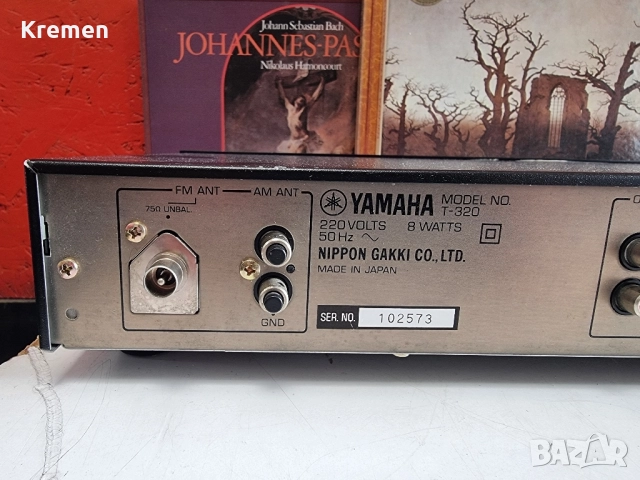 Kremen
Johann Sebastian Bach
JOHANNES-PAS
Nikolaus Harnoncourt
FM ANT
AM ANT
75Ω UNBAL.
GND
YAMAHA
MODEL NO.
T-320
220 VOLTS 8 WATTS
50 Hz
NIPPON GAKKI CO., LTD.
MADE IN JAPAN
SER. NO. 102573
BAZAR